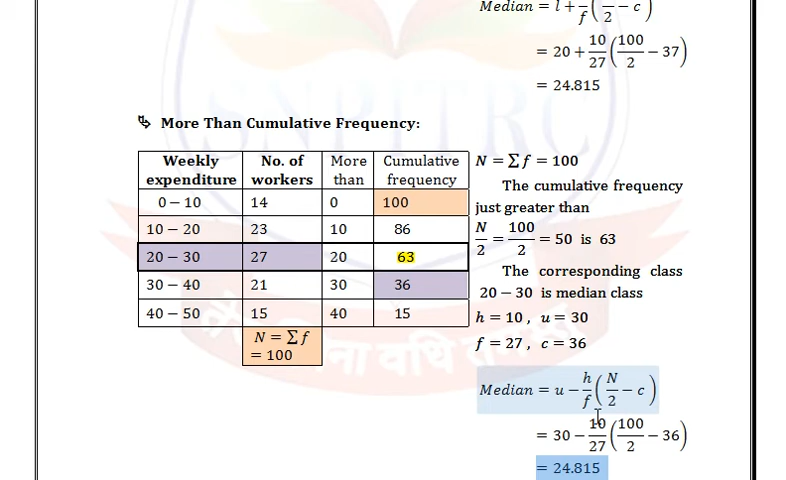 Median = l + h/f (N/2 − c)
= 20 + 10/27 (100/2 − 37)
= 24.815
More Than Cumulative Frequency:
Weekly expenditure No. of workers More than Cumulative frequency
0 − 10 14 0 100
10 − 20 23 10 86
20 − 30 27 20 63
30 − 40 21 30 36
40 − 50 15 40 15
N = ∑ f
= 100
N = ∑ f = 100
The cumulative frequency
just greater than
N/2 = 100/2 = 50 is 63
The corresponding class
20 − 30 is median class
h = 10 , u = 30
f = 27 , c = 36
Median = u − h/f (N/2 − c)
= 30 − 10/27 (100/2 − 36)
= 24.815
SNPITRC